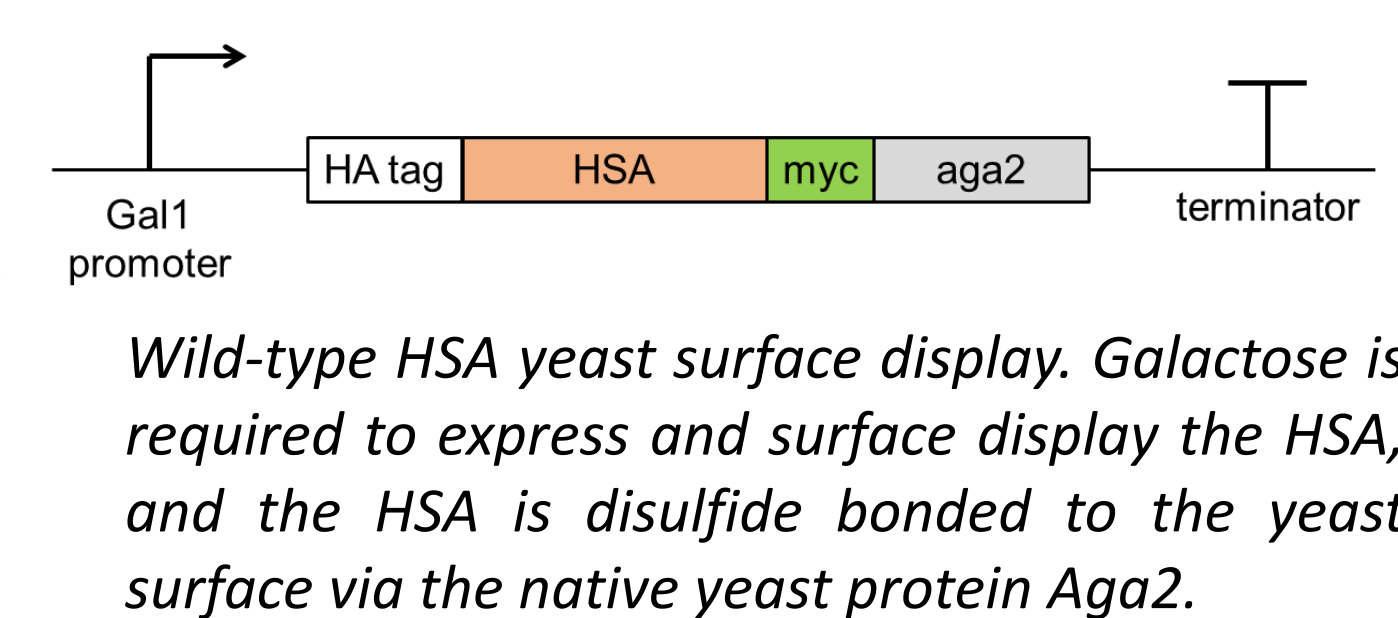 HA tag HSA myc aga2
Gal1
promoter
terminator
Wild-type HSA yeast surface display. Galactose is
required to express and surface display the HSA,
and the HSA is disulfide bonded to the yeast
surface via the native yeast protein Aga2.